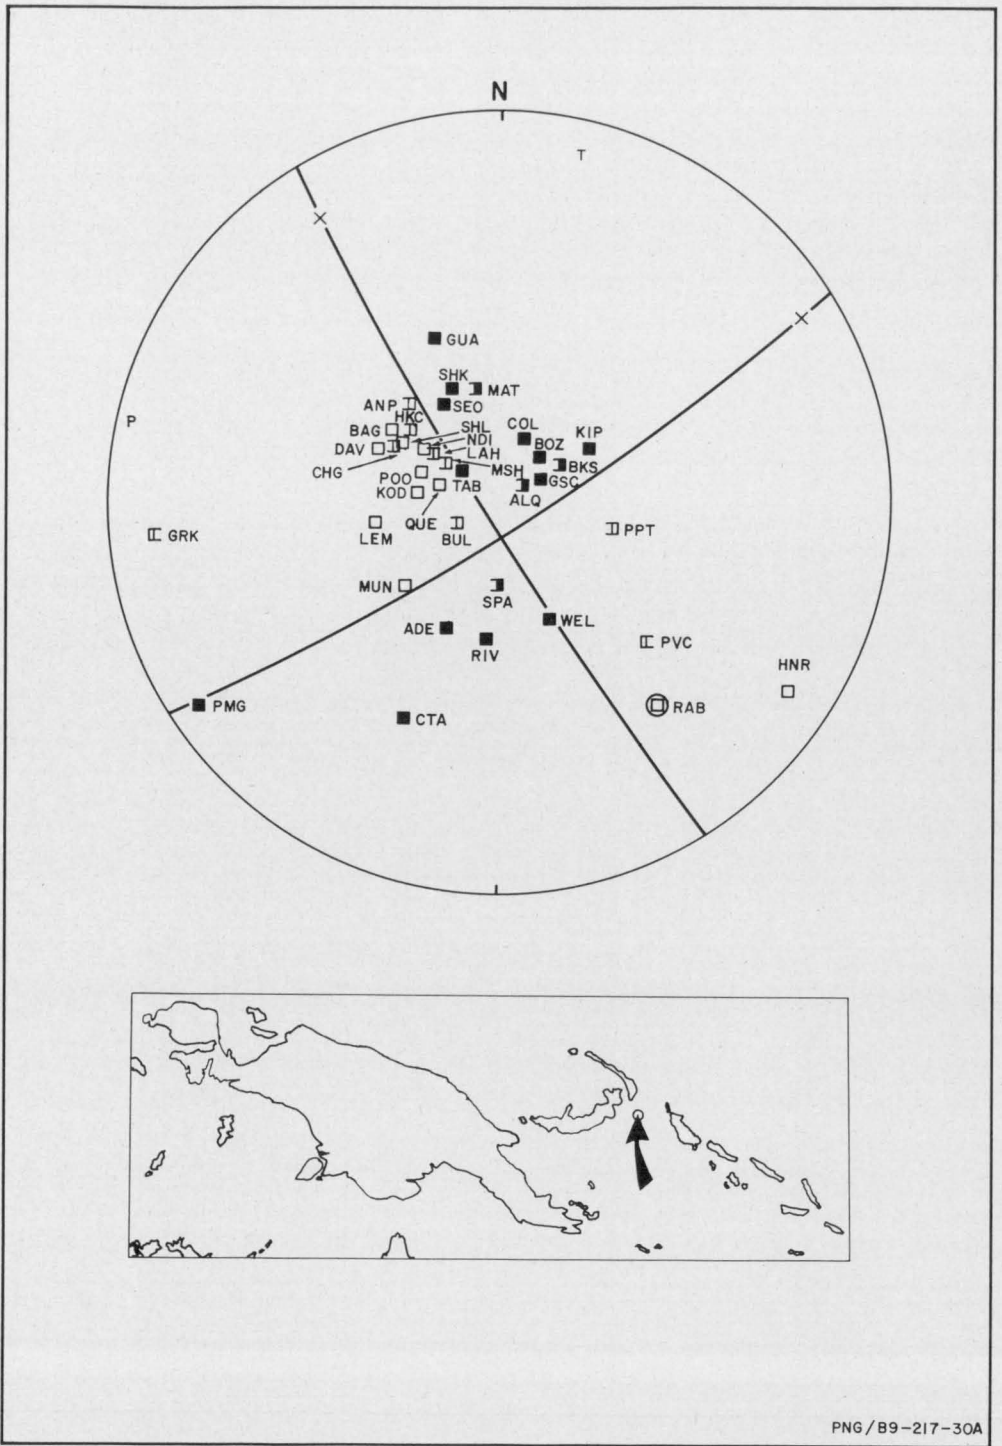 N
T
GUA
SHK
MAT
ANP
SEO
HKC
P
BAG
SHL
COL
KIP
NDI
BOZ
DAV
LAH
CHG
MSH
BKS
POO
GSC
TAB
KOD
ALQ
QUE
GRK
LEM
BUL
PPT
MUN
SPA
WEL
ADE
RIV
PVC
HNR
PMG
RAB
CTA
PNG/B9-217-30A